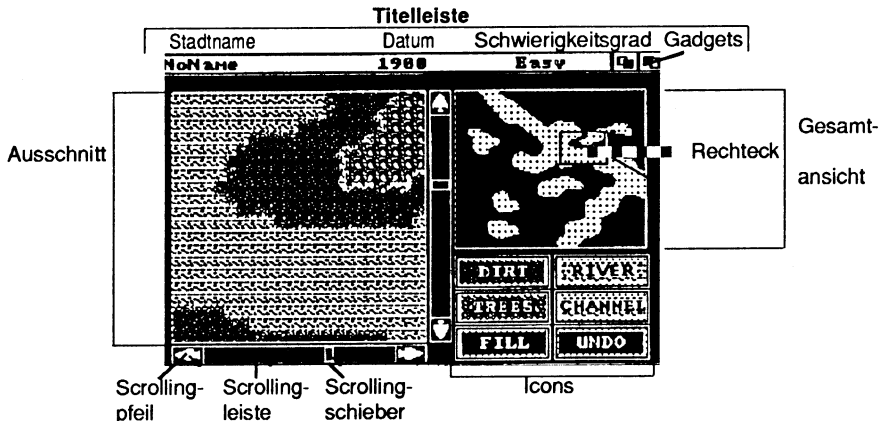 Titelleiste
Stadtname Datum Schwierigkeitsgrad Gadgets
NoName 1900 Easy
Ausschnitt
Gesamt-
ansicht
Rechteck
DIRT RIVER
TREES CHANNEL
FILL UNDO
Scrolling-
pfeil
Scrolling-
leiste
Scrolling-
schieber
Icons